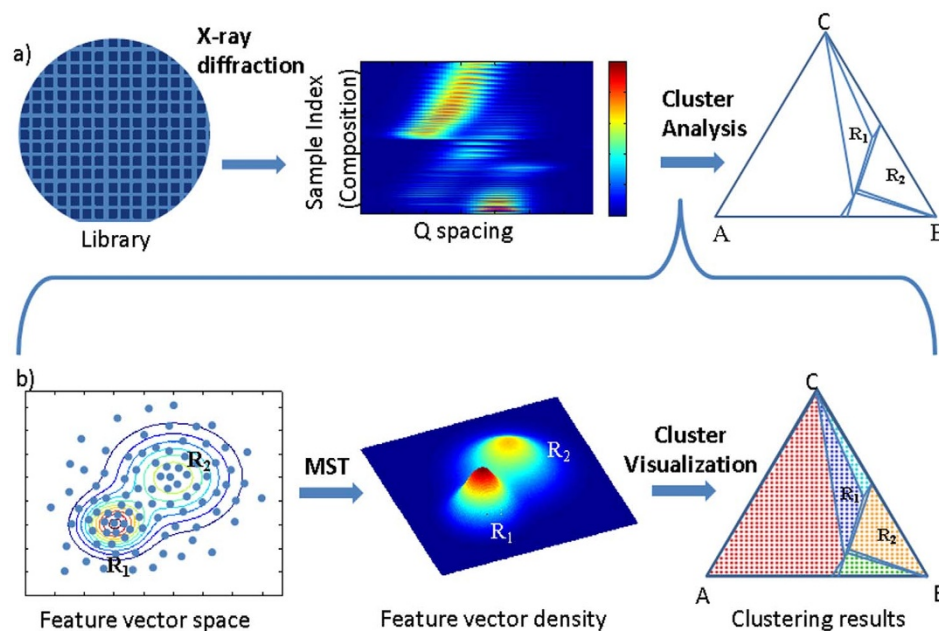 a)
X-ray
diffraction
Library
Sample Index
(Composition)
Q spacing
Cluster
Analysis
C
R1
R2
A
B
b)
R2
R1
Feature vector space
MST
R2
R1
Feature vector density
Cluster
Visualization
C
R1
R2
A
B
Clustering results